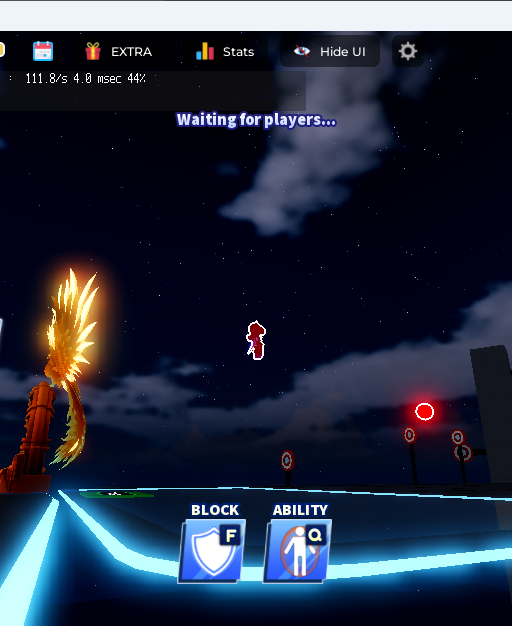 EXTRA
Stats
Hide UI
: 111.8/s 4.0 msec 44%
Waiting for players...
BLOCK
ABILITY
F
Q